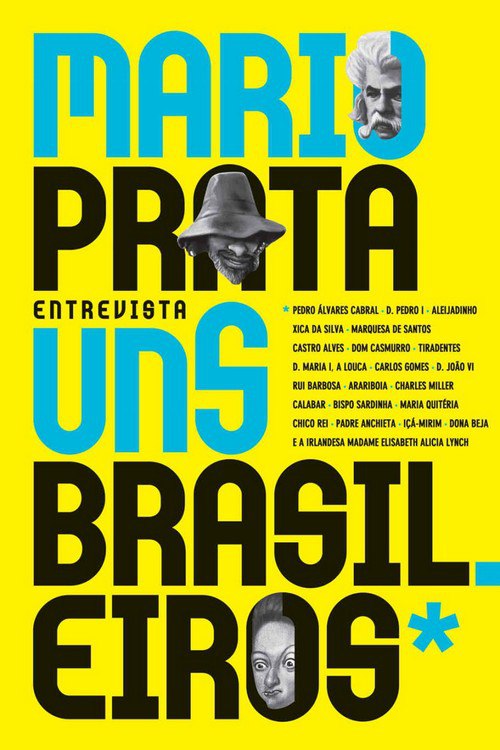 MARIO
PRATA
ENTREVISTA
UNS
BRASIL-
EIROS*
* PEDRO ÁLVARES CABRAL • D. PEDRO I • ALEIJADINHO
XICA DA SILVA • MARQUESA DE SANTOS
CASTRO ALVES • DOM CASMURRO • TIRADENTES
D. MARIA I, A LOUCA • CARLOS GOMES • D. JOÃO VI
RUI BARBOSA • ARARIBOIA • CHARLES MILLER
CALABAR • BISPO SARDINHA • MARIA QUITÉRIA
CHICO REI • PADRE ANCHIETA • IÇÁ-MIRIM • DONA BEJA
E A IRLANDESA MADAME ELISABETH ALICIA LYNCH